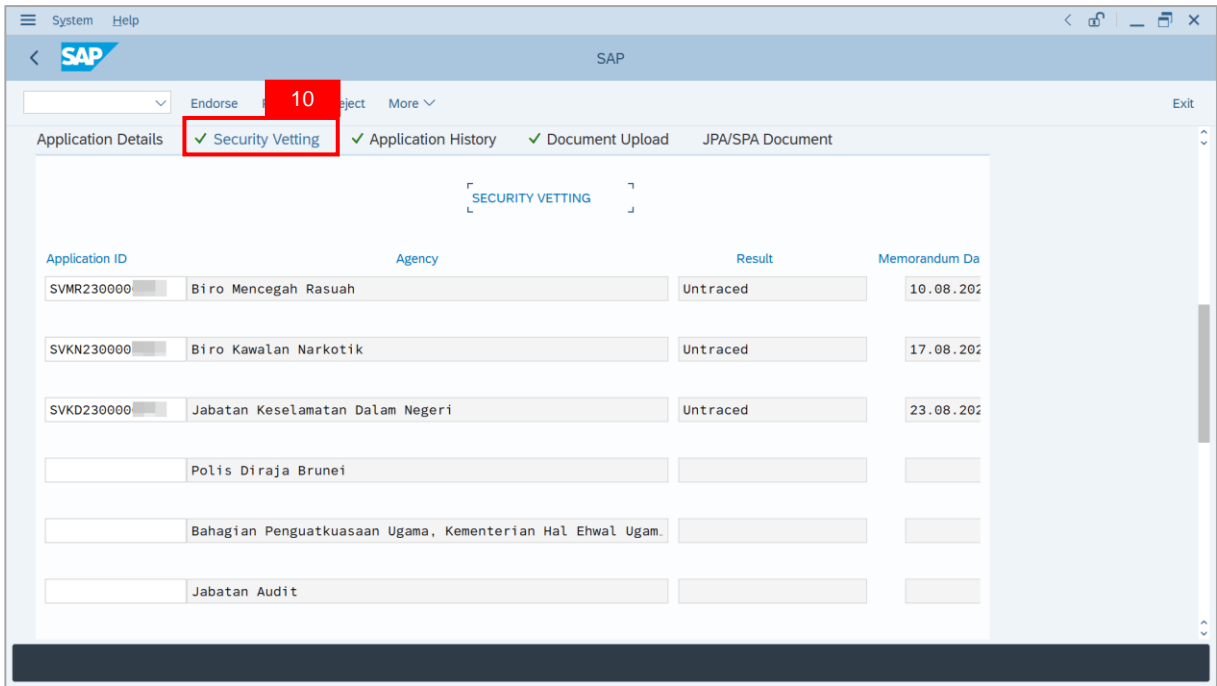 System Help
SAP
SAP
Endorse 10 eject More Exit
Application Details Security Vetting Application History Document Upload JPA/SPA Document
SECURITY VETTING
Application ID Agency Result Memorandum Da
SVMR230000 Biro Mencegah Rasuah Untraced 10.08.202
SVKN230000 Biro Kawalan Narkotik Untraced 17.08.202
SVKD230000 Jabatan Keselamatan Dalam Negeri Untraced 23.08.202
Polis Diraja Brunei
Bahagian Penguatkuasaan Ugama, Kementerian Hal Ehwal Ugam.
Jabatan Audit